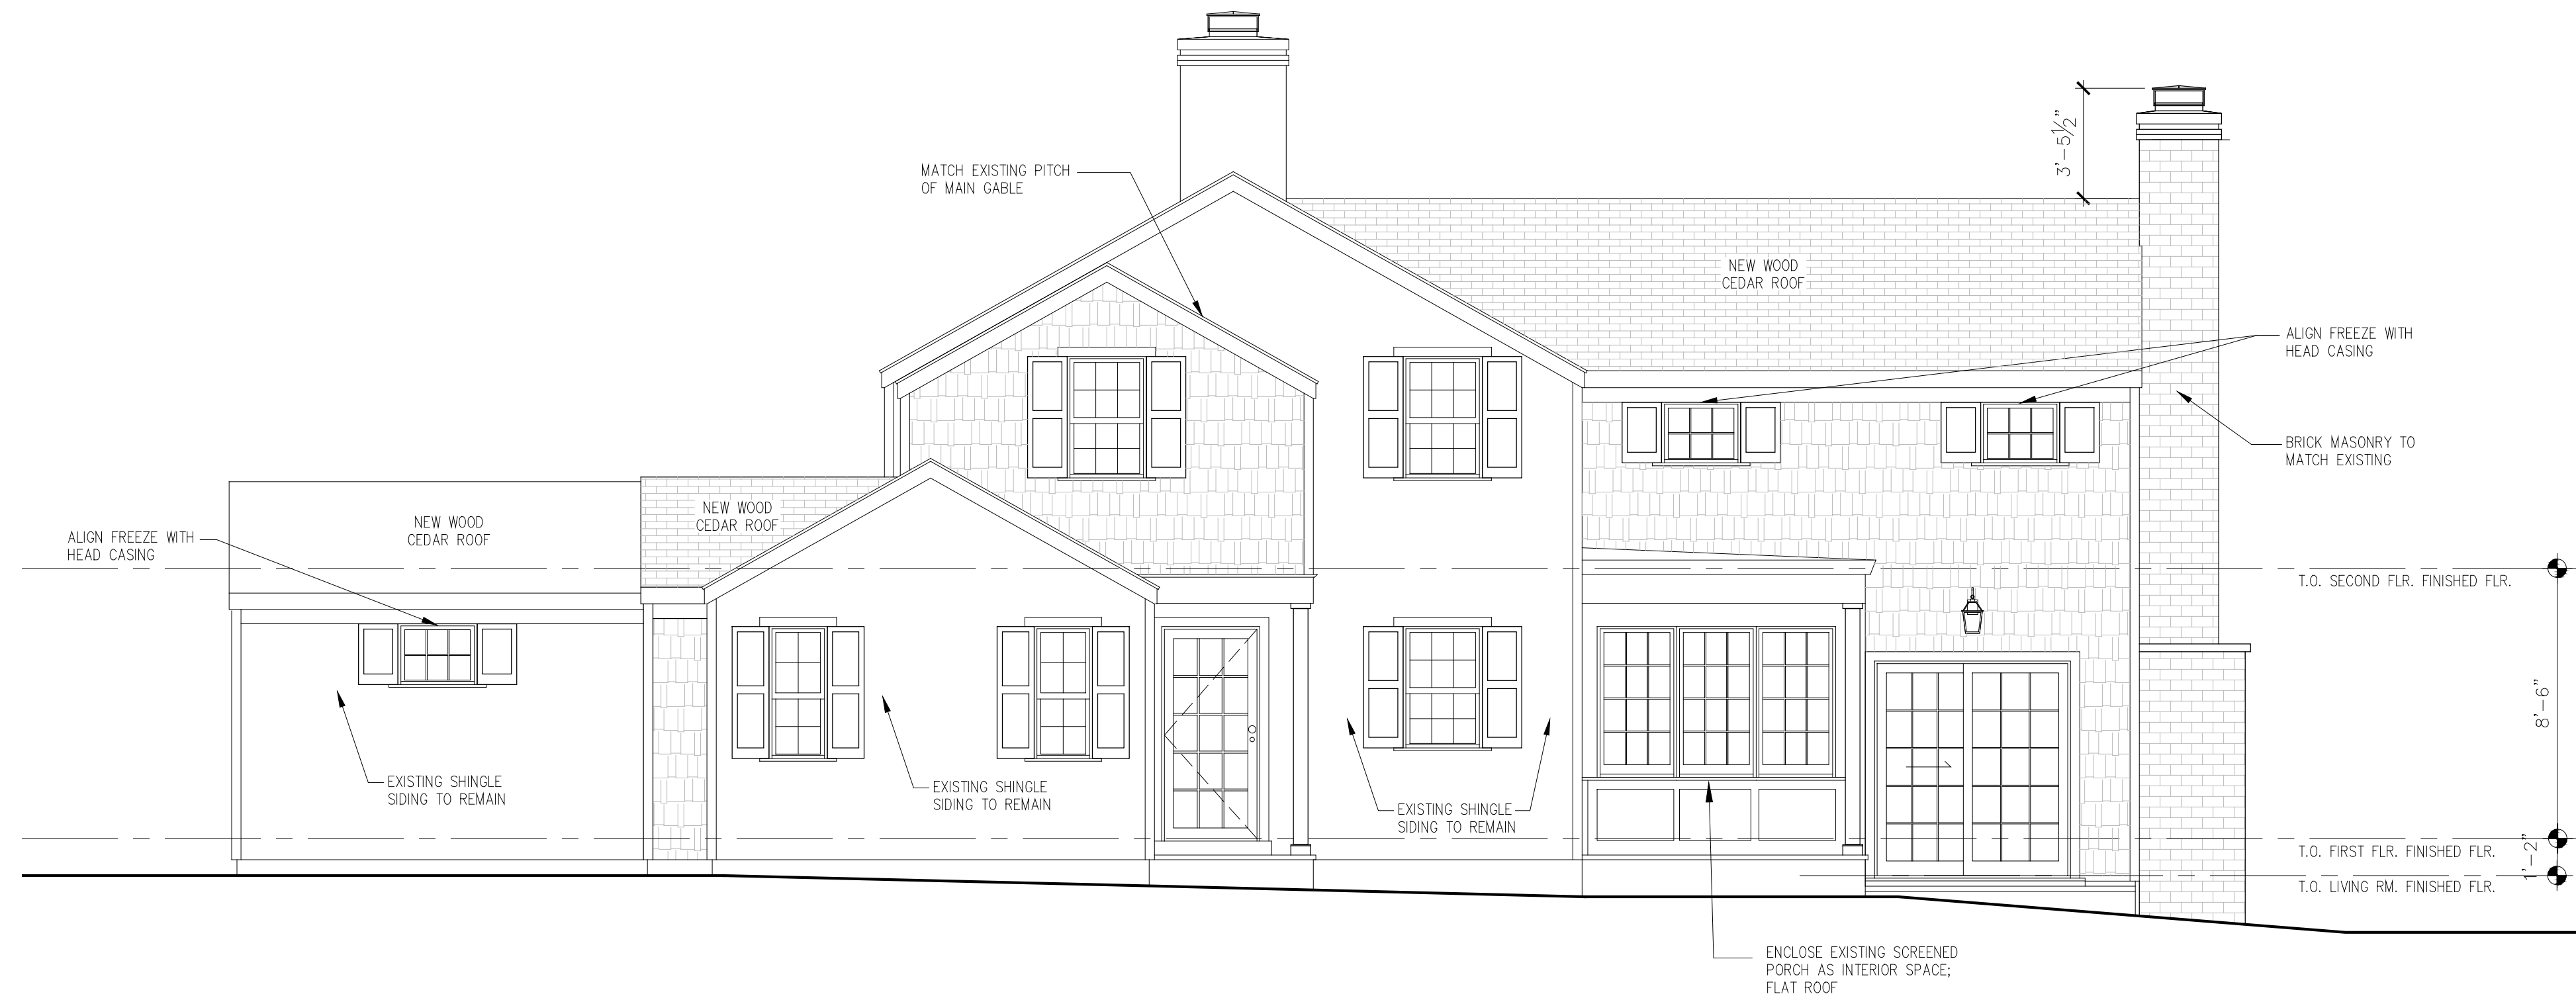 3'-5½"
MATCH EXISTING PITCH
OF MAIN GABLE
NEW WOOD
CEDAR ROOF
ALIGN FREEZE WITH
HEAD CASING
BRICK MASONRY TO
MATCH EXISTING
NEW WOOD
CEDAR ROOF
NEW WOOD
CEDAR ROOF
ALIGN FREEZE WITH
HEAD CASING
T.O. SECOND FLR. FINISHED FLR.
8'-6"
EXISTING SHINGLE
SIDING TO REMAIN
EXISTING SHINGLE
SIDING TO REMAIN
EXISTING SHINGLE
SIDING TO REMAIN
T.O. FIRST FLR. FINISHED FLR.
1'-2"
T.O. LIVING RM. FINISHED FLR.
ENCLOSE EXISTING SCREENED
PORCH AS INTERIOR SPACE;
FLAT ROOF